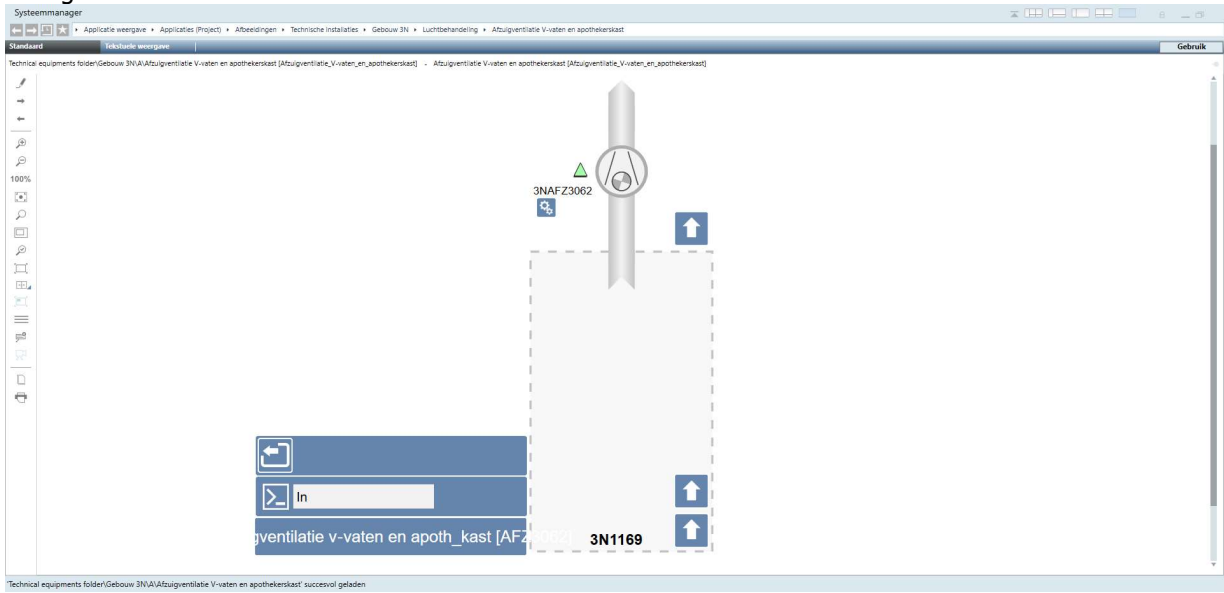 Systeemmanager
Applicatie weergave Applicaties (Project) Afbeeldingen Technische installaties Gebouw 3N Luchtbehandeling Afzuigventilatie V-vaten en apothekerskast
Standaard Tekstuele weergave Gebruik
Technical equipments folder\Gebouw 3N\A\Afzuigventilatie V-vaten en apothekerskast [Afzuigventilatie_V-vaten_en_apothekerskast] - Afzuigventilatie V-vaten en apothekerskast [Afzuigventilatie_V-vaten_en_apothekerskast]
100%
3NAFZ3062
In
gventilatie v-vaten en apoth_kast [AFZ3062]
3N1169
'Technical equipments folder\Gebouw 3N\A\Afzuigventilatie V-vaten en apothekerskast' succesvol geladen